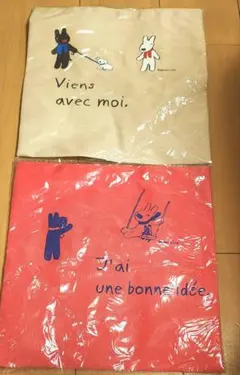 Viens
avec moi.
J'ai
une bonne idée.